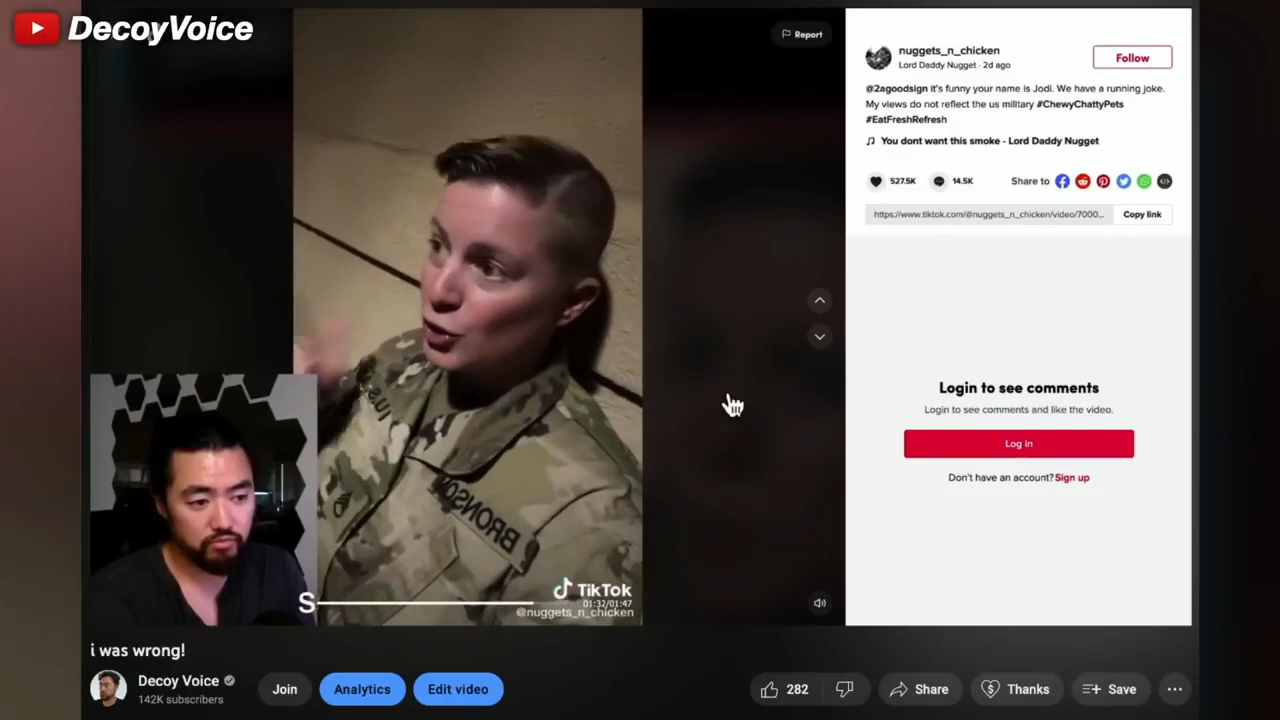 DecoyVoice
Report
nuggets_n_chicken
Lord Daddy Nugget · 2d ago
Follow
@2agoodsign it's funny your name is Jodi. We have a running joke.
My views do not reflect the us military #ChewyChattyPets
#EatFreshRefresh
You dont want this smoke - Lord Daddy Nugget
527.5K
14.5K
Share to
https://www.tiktok.com/@nuggets_n_chicken/video/7000...
Copy link
Login to see comments
Login to see comments and like the video.
Log in
Don't have an account? Sign up
BRONSON
S
TikTok
01:32/01:47
@nuggets_n_chicken
i was wrong!
Decoy Voice
142K subscribers
Join
Analytics
Edit video
282
Share
Thanks
Save